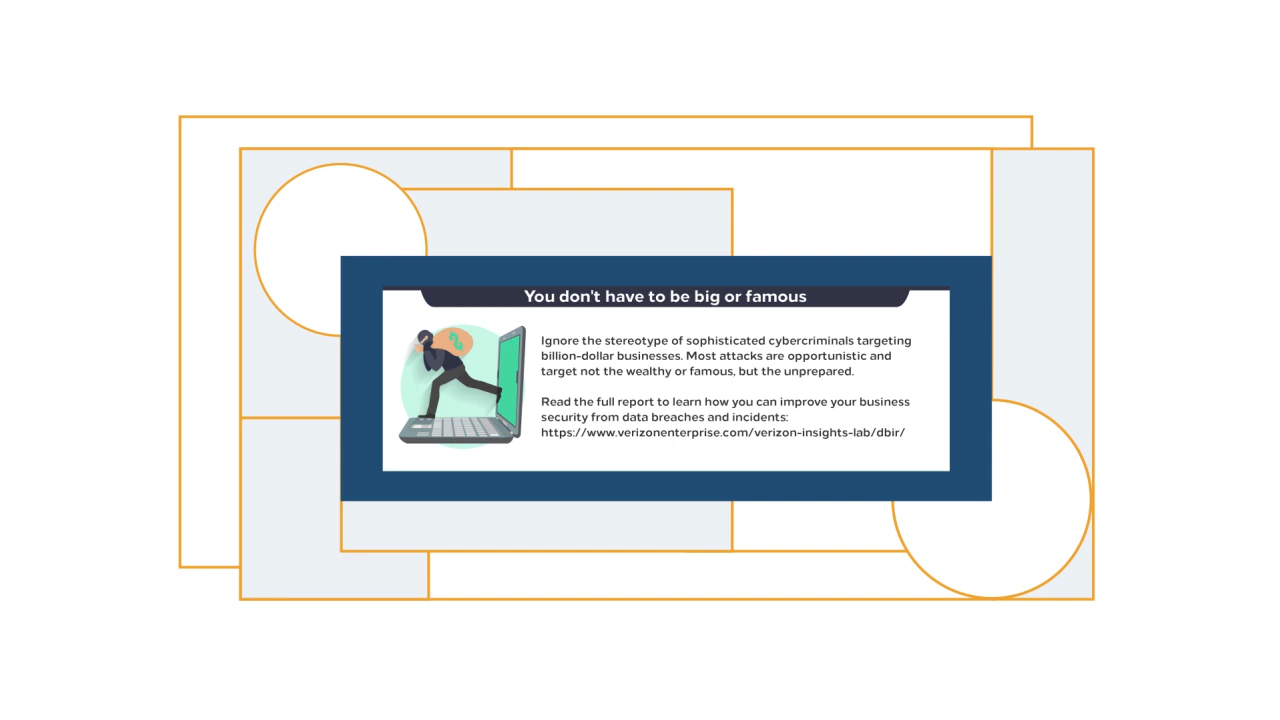 You don't have to be big or famous
Ignore the stereotype of sophisticated cybercriminals targeting
billion-dollar businesses. Most attacks are opportunistic and
target not the wealthy or famous, but the unprepared.
Read the full report to learn how you can improve your business
security from data breaches and incidents:
https://www.verizonenterprise.com/verizon-insights-lab/dbir/